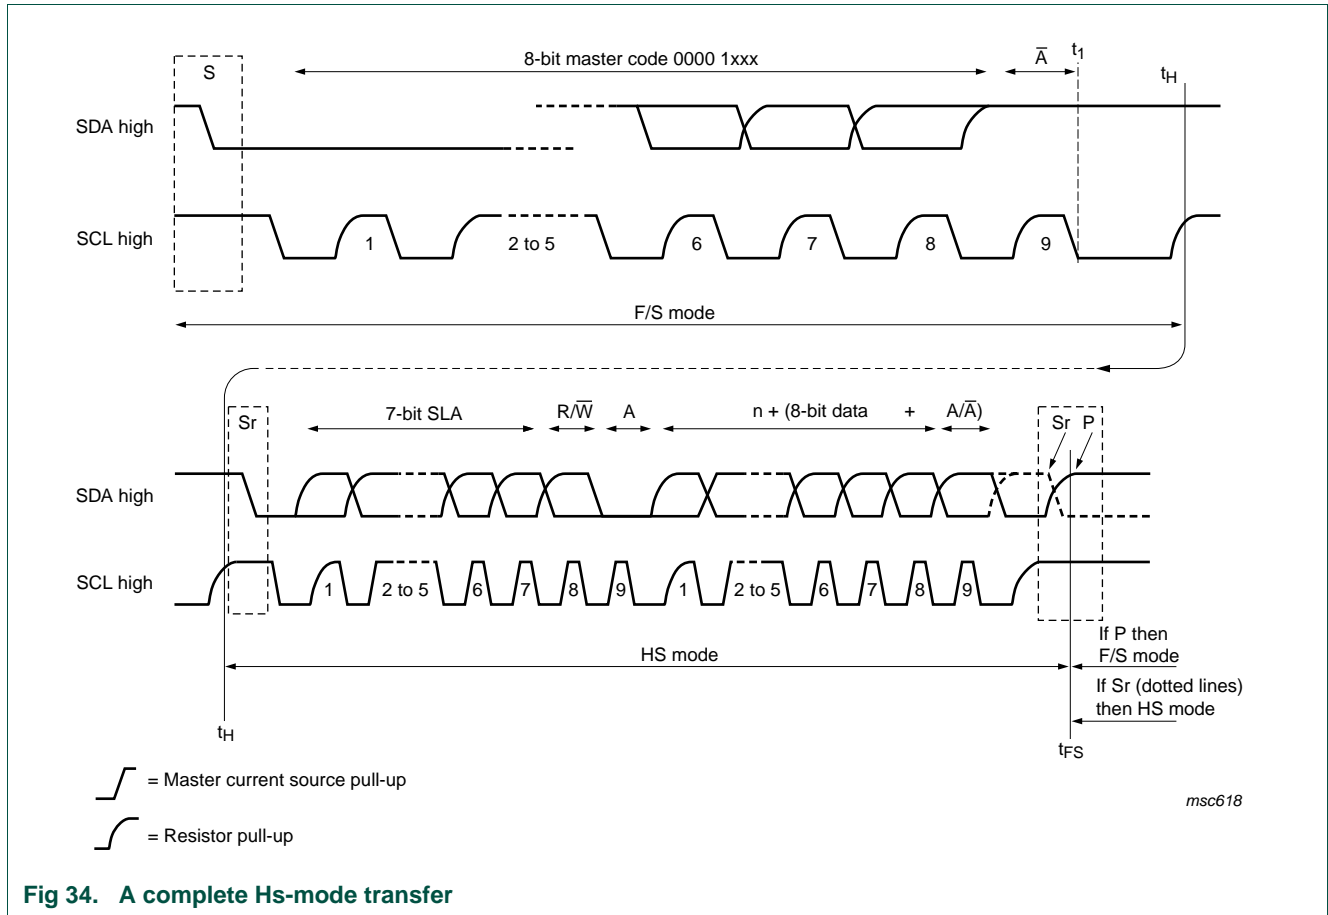 8-bit master code 0000 1xxx
A̅
t1
S
tH
SDA high
SCL high
1
2 to 5
6
7
8
9
F/S mode
Sr
7-bit SLA
R/W̅
A
n + (8-bit data + A/A̅)
Sr P
SDA high
SCL high
1
2 to 5
6
7
8
9
1
2 to 5
6
7
8
9
If P then
F/S mode
HS mode
If Sr (dotted lines)
then HS mode
tH
tFS
= Master current source pull-up
= Resistor pull-up
msc618
Fig 34. A complete Hs-mode transfer